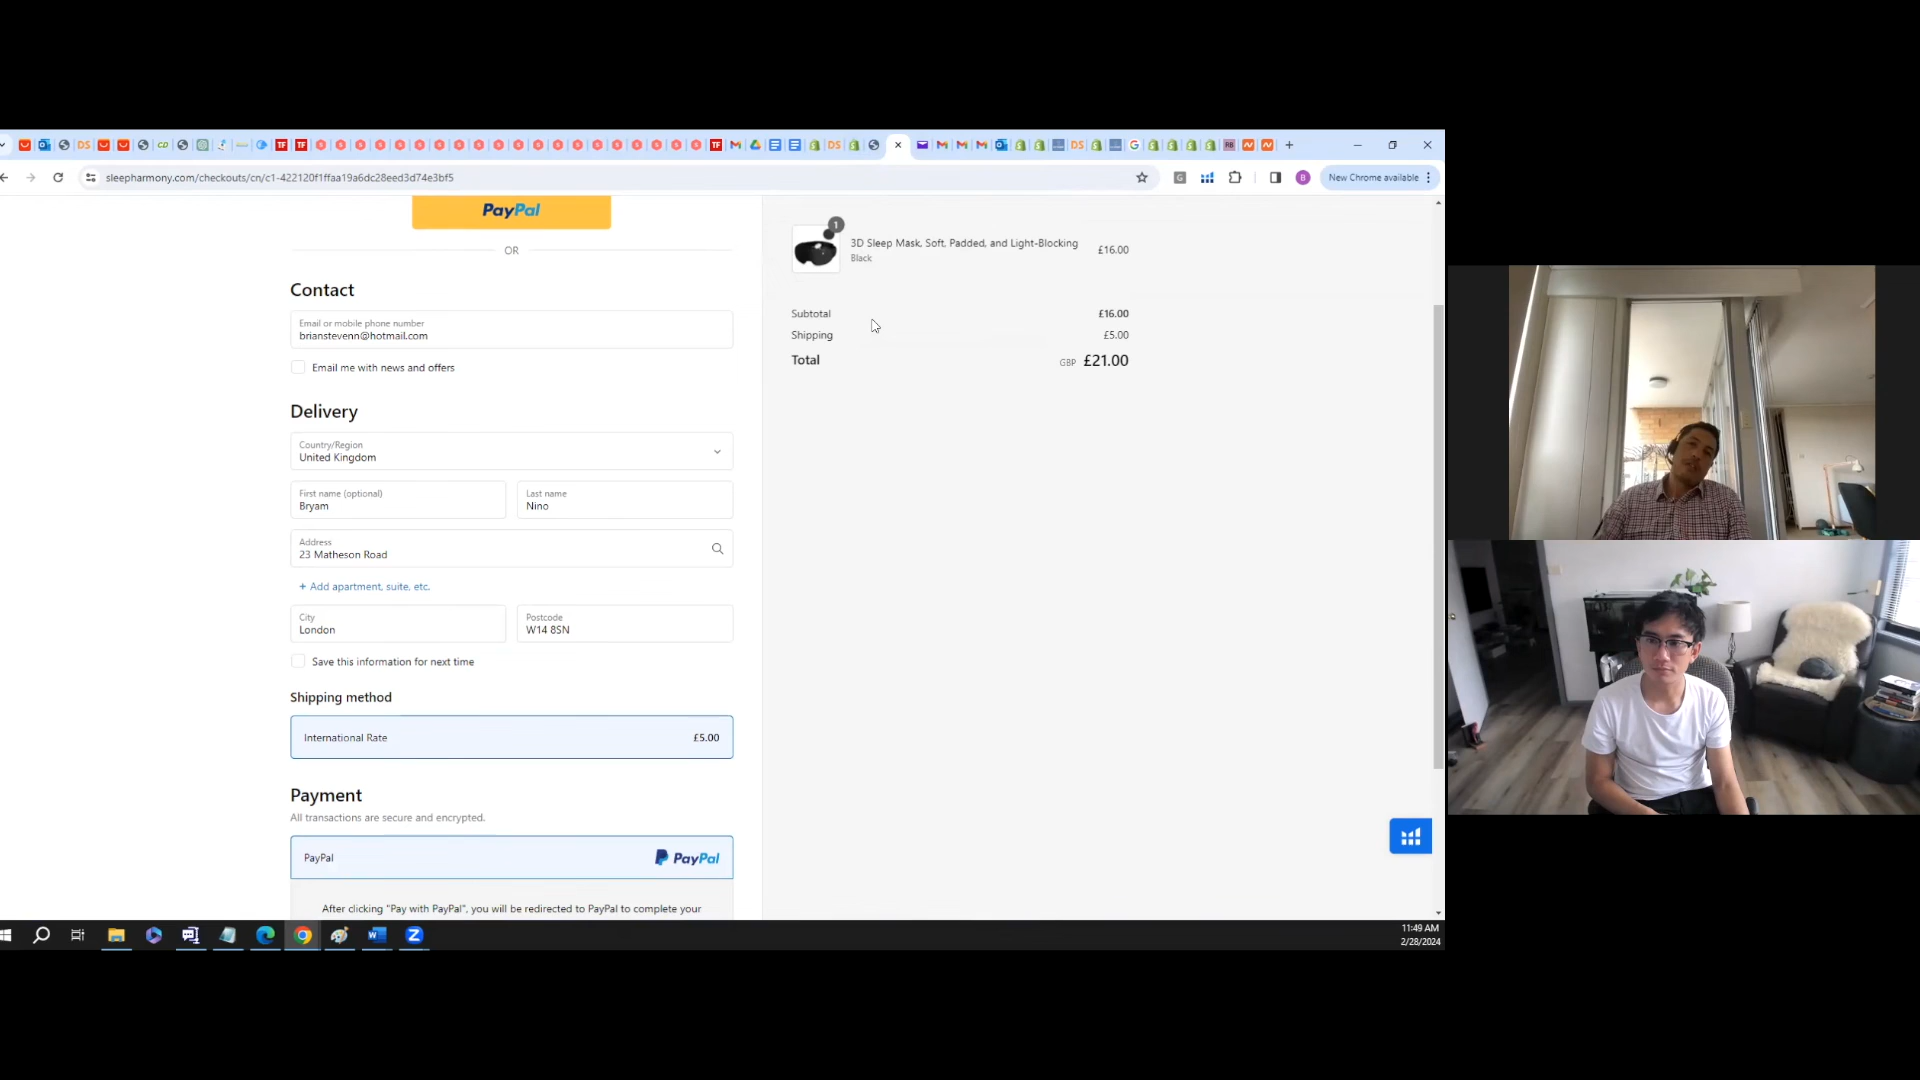 sleepharmony.com/checkouts/cn/c1-422120f1ffaa19a6dc28eed3d74e3bf5
New Chrome available
PayPal
OR
Contact
Email or mobile phone number
brianstevenn@hotmail.com
Email me with news and offers
Delivery
Country/Region
United Kingdom
First name (optional)
Bryam
Last name
Nino
Address
23 Matheson Road
+ Add apartment, suite, etc.
City
London
Postcode
W14 8SN
Save this information for next time
Shipping method
International Rate £5.00
Payment
All transactions are secure and encrypted.
PayPal PayPal
After clicking "Pay with PayPal", you will be redirected to PayPal to complete your
1
3D Sleep Mask, Soft, Padded, and Light-Blocking £16.00
Black
Subtotal £16.00
Shipping £5.00
Total GBP £21.00
11:49 AM
2/28/2024